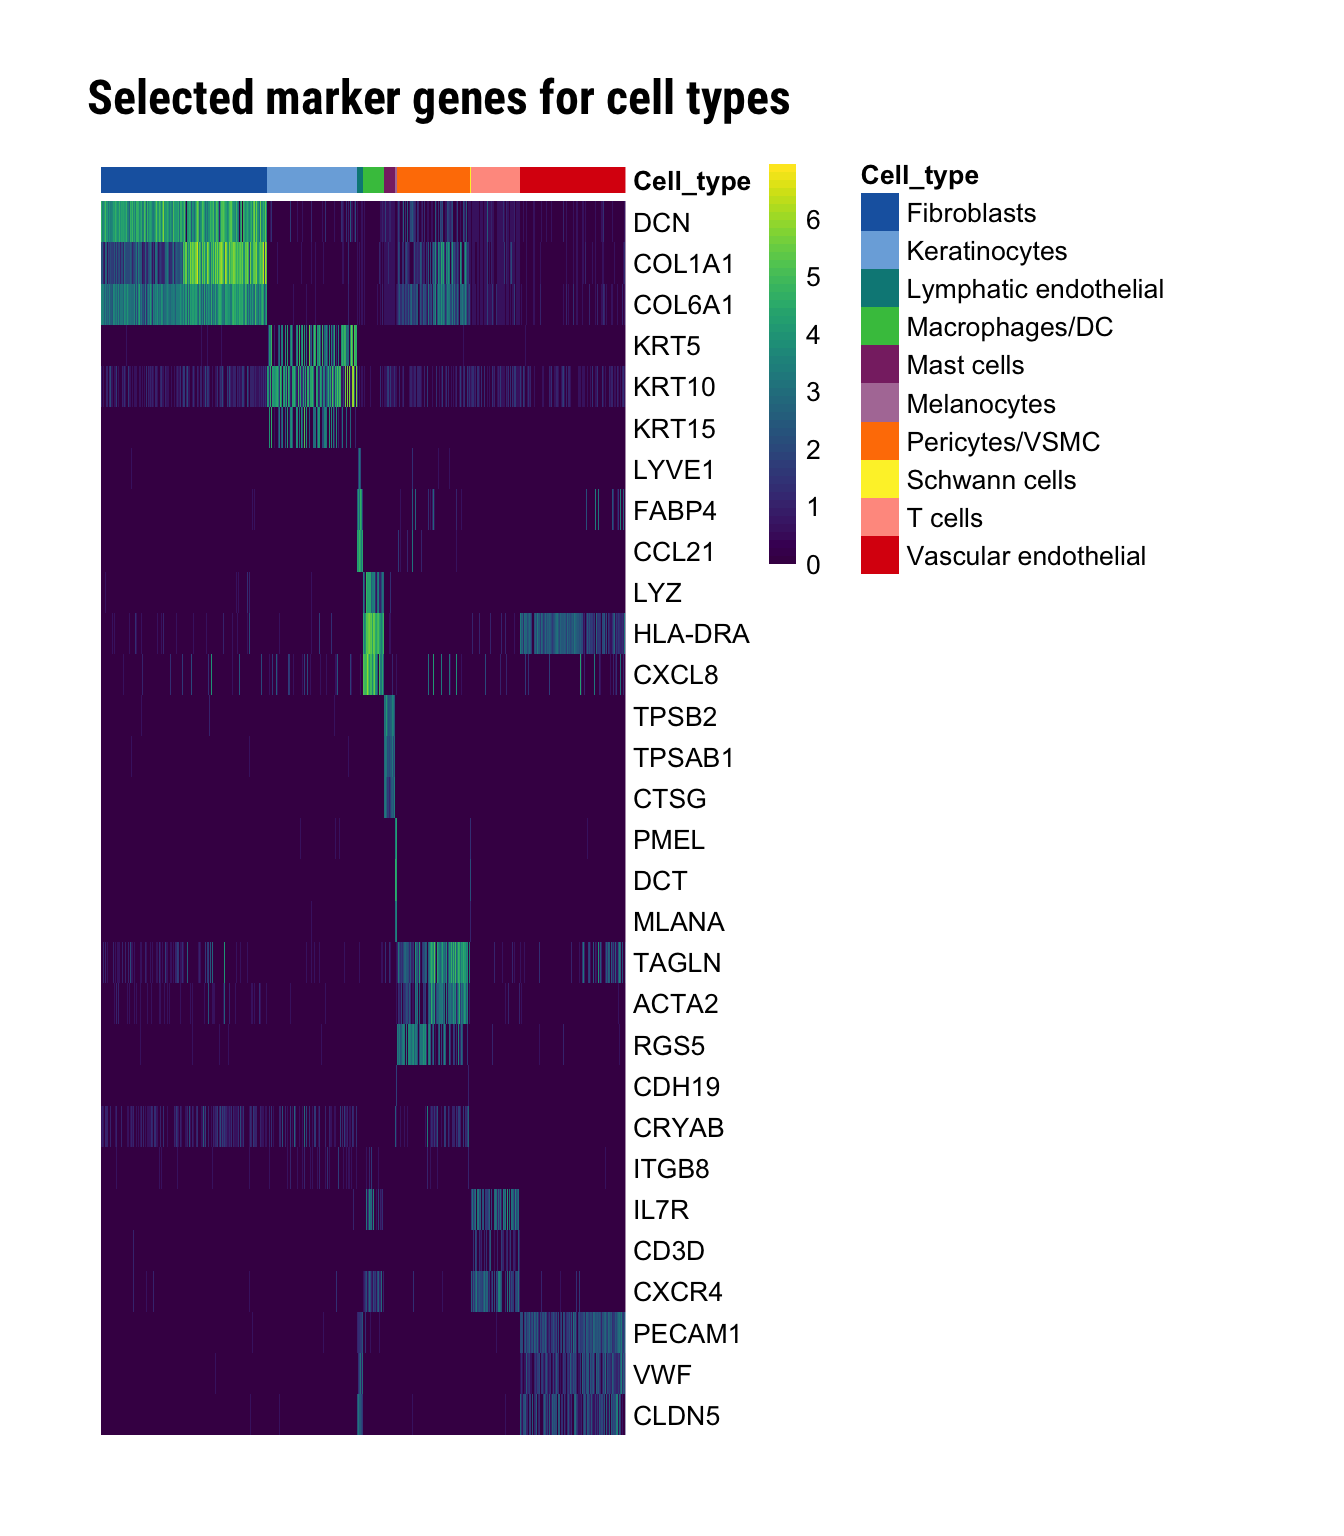 Selected marker genes for cell types
Cell_type
DCN
COL1A1
COL6A1
KRT5
KRT10
KRT15
LYVE1
FABP4
CCL21
LYZ
HLA-DRA
CXCL8
TPSB2
TPSAB1
CTSG
PMEL
DCT
MLANA
TAGLN
ACTA2
RGS5
CDH19
CRYAB
ITGB8
IL7R
CD3D
CXCR4
PECAM1
VWF
CLDN5
6
5
4
3
2
1
0
Cell_type
Fibroblasts
Keratinocytes
Lymphatic endothelial
Macrophages/DC
Mast cells
Melanocytes
Pericytes/VSMC
Schwann cells
T cells
Vascular endothelial